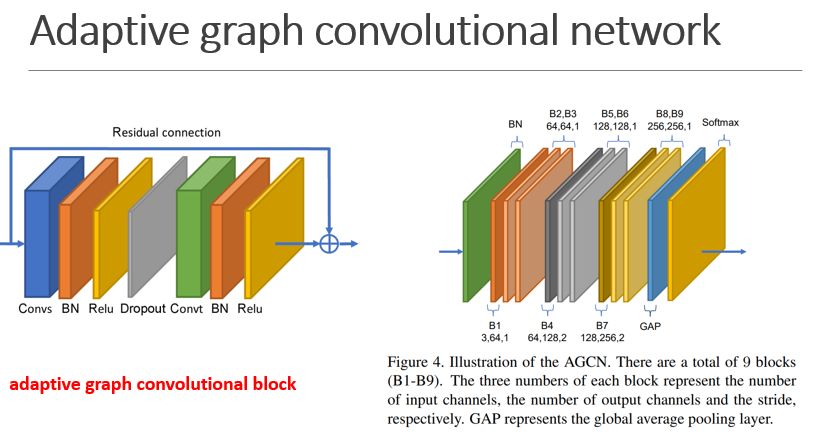 Adaptive graph convolutional network
Residual connection
Convs BN Relu Dropout Convt BN Relu
adaptive graph convolutional block
BN
B2,B3
64,64,1
B5,B6
128,128,1
B8,B9
256,256,1
Softmax
B1
3,64,1
B4
64,128,2
B7
128,256,2
GAP
Figure 4. Illustration of the AGCN. There are a total of 9 blocks
(B1-B9). The three numbers of each block represent the number
of input channels, the number of output channels and the stride,
respectively. GAP represents the global average pooling layer.